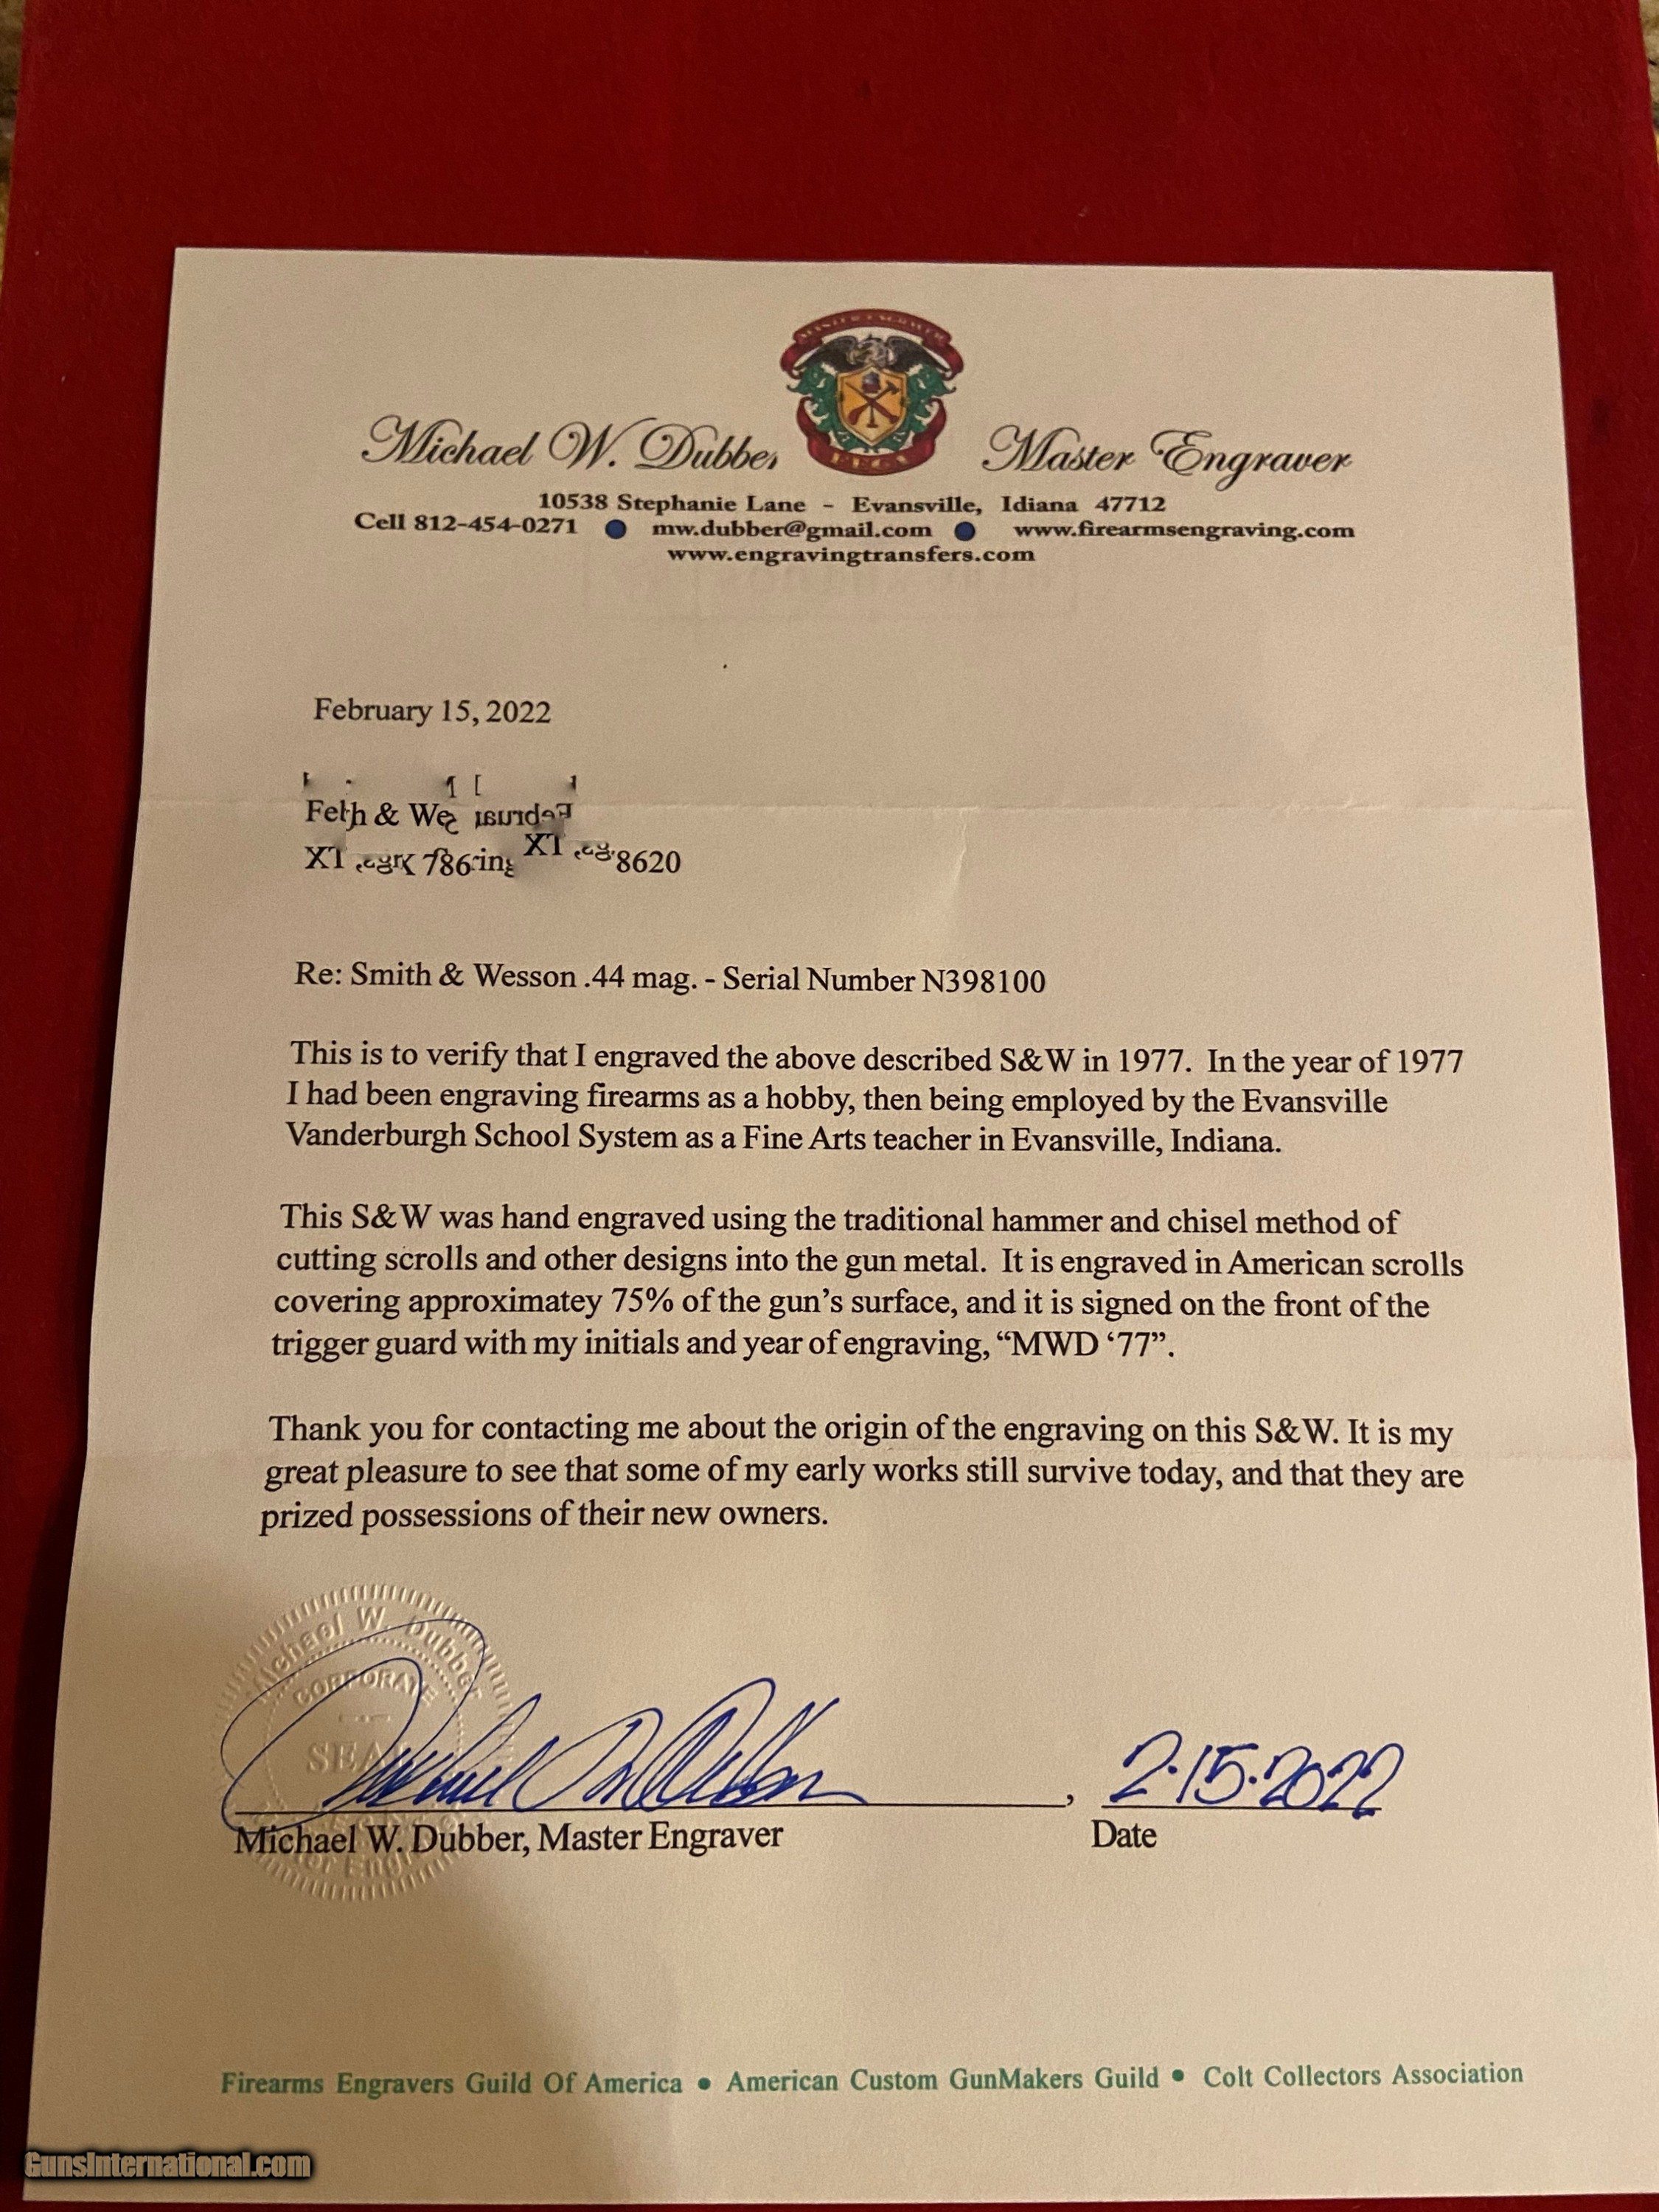 MASTER ENGRAVER
Michael W. Dubber
FEGA
Master Engraver
10538 Stephanie Lane - Evansville, Idiana 47712
Cell 812-454-0271 ● mw.dubber@gmail.com ● www.firearmsengraving.com
www.engravingtransfers.com
February 15, 2022
8620
Re: Smith & Wesson .44 mag. - Serial Number N398100
This is to verify that I engraved the above described S&W in 1977. In the year of 1977
I had been engraving firearms as a hobby, then being employed by the Evansville
Vanderburgh School System as a Fine Arts teacher in Evansville, Indiana.
This S&W was hand engraved using the traditional hammer and chisel method of
cutting scrolls and other designs into the gun metal. It is engraved in American scrolls
covering approximatey 75% of the gun’s surface, and it is signed on the front of the
trigger guard with my initials and year of engraving, “MWD ‘77”.
Thank you for contacting me about the origin of the engraving on this S&W. It is my
great pleasure to see that some of my early works still survive today, and that they are
prized possessions of their new owners.
Michael W. Dubber
CORPORATE
SEAL
, 2·15·2022
Michael W. Dubber, Master Engraver Date
Firearms Engravers Guild Of America • American Custom GunMakers Guild • Colt Collectors Association
GunsInternational.com